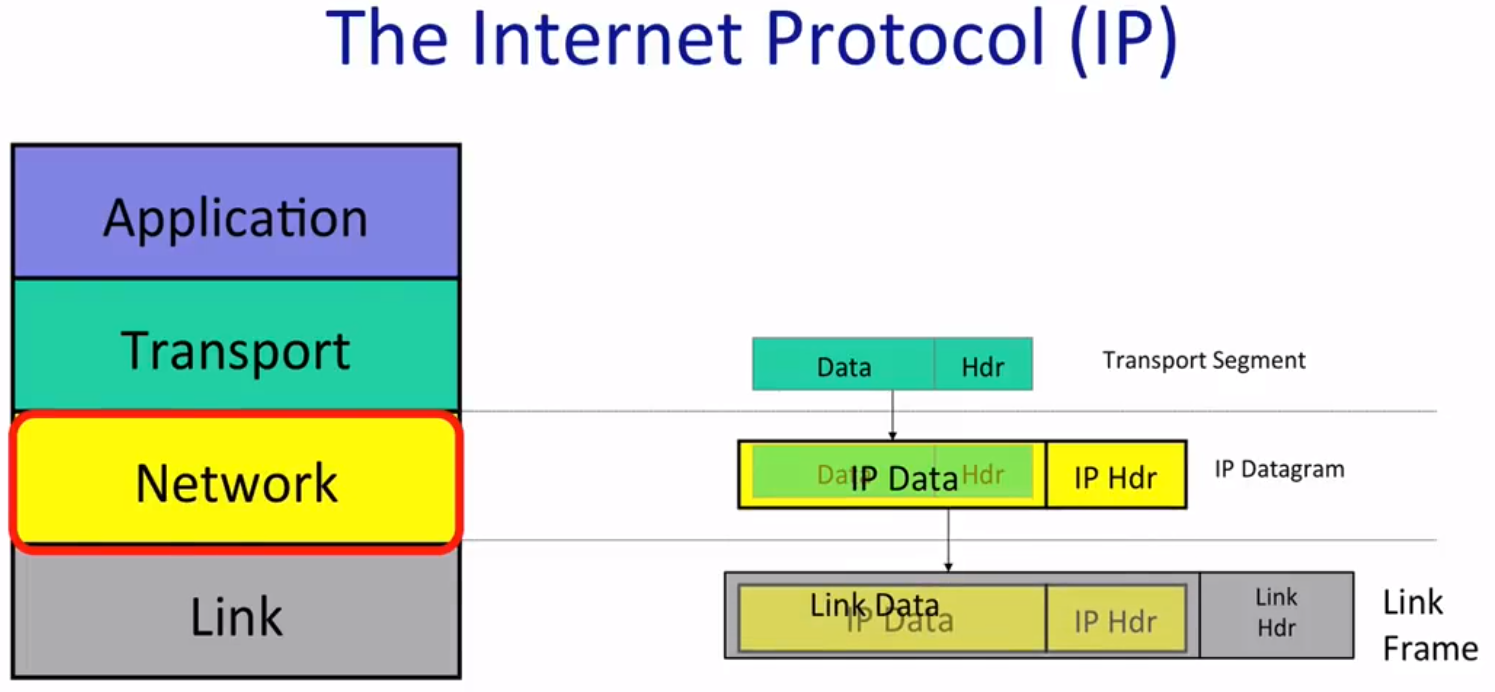 The Internet Protocol (IP)
Application
Transport
Network
Link
Data Hdr
Transport Segment
Data Hdr
IP Data
IP Hdr
IP Datagram
Link Data
IP Data
IP Hdr
Link
Hdr
Link
Frame